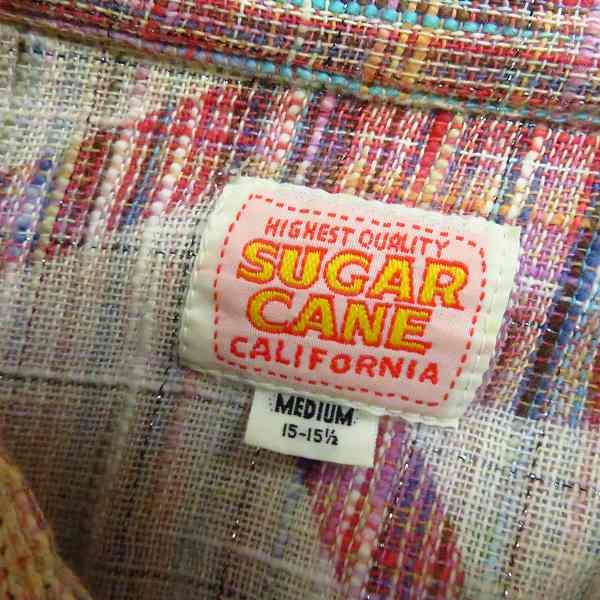 HIGHEST QUALITY
SUGAR
CANE
CALIFORNIA
MEDIUM
15-15½